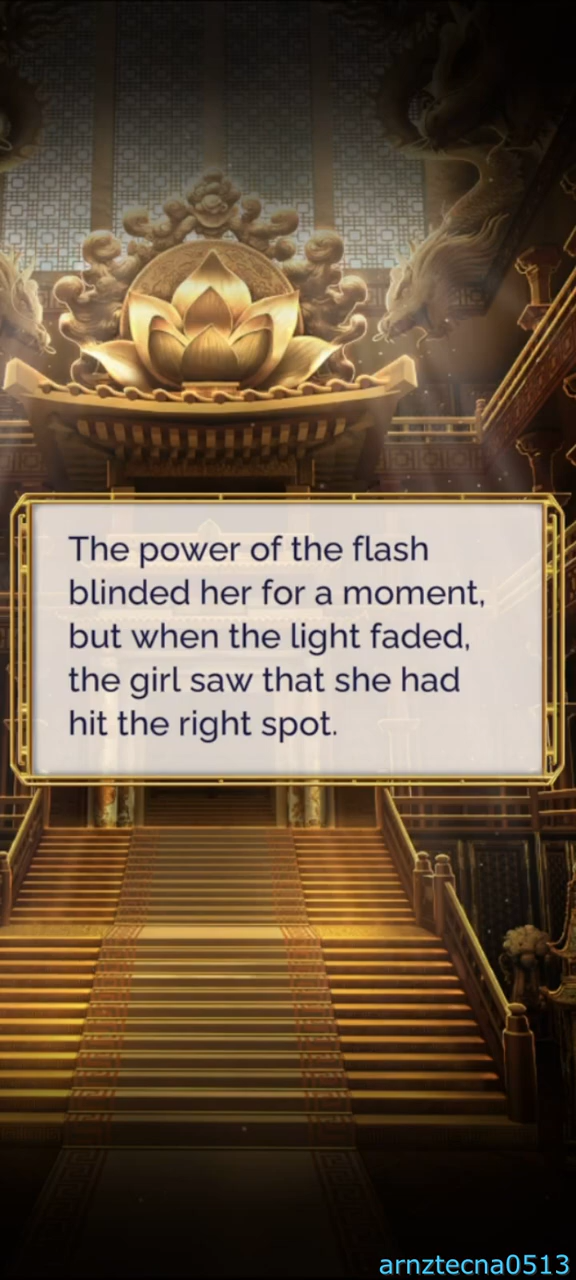 The power of the flash
blinded her for a moment,
but when the light faded,
the girl saw that she had
hit the right spot.
arnztecna0513